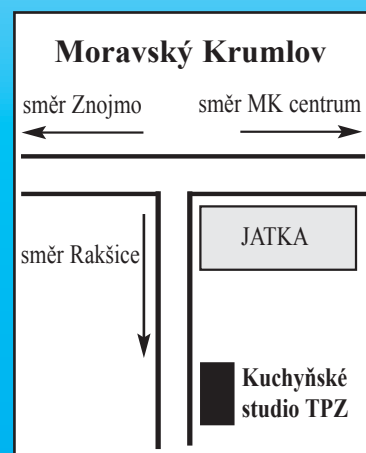 Moravský Krumlov
směr Znojmo
směr MK centrum
JATKA
směr Rakšice
Kuchyňské
studio TPZ